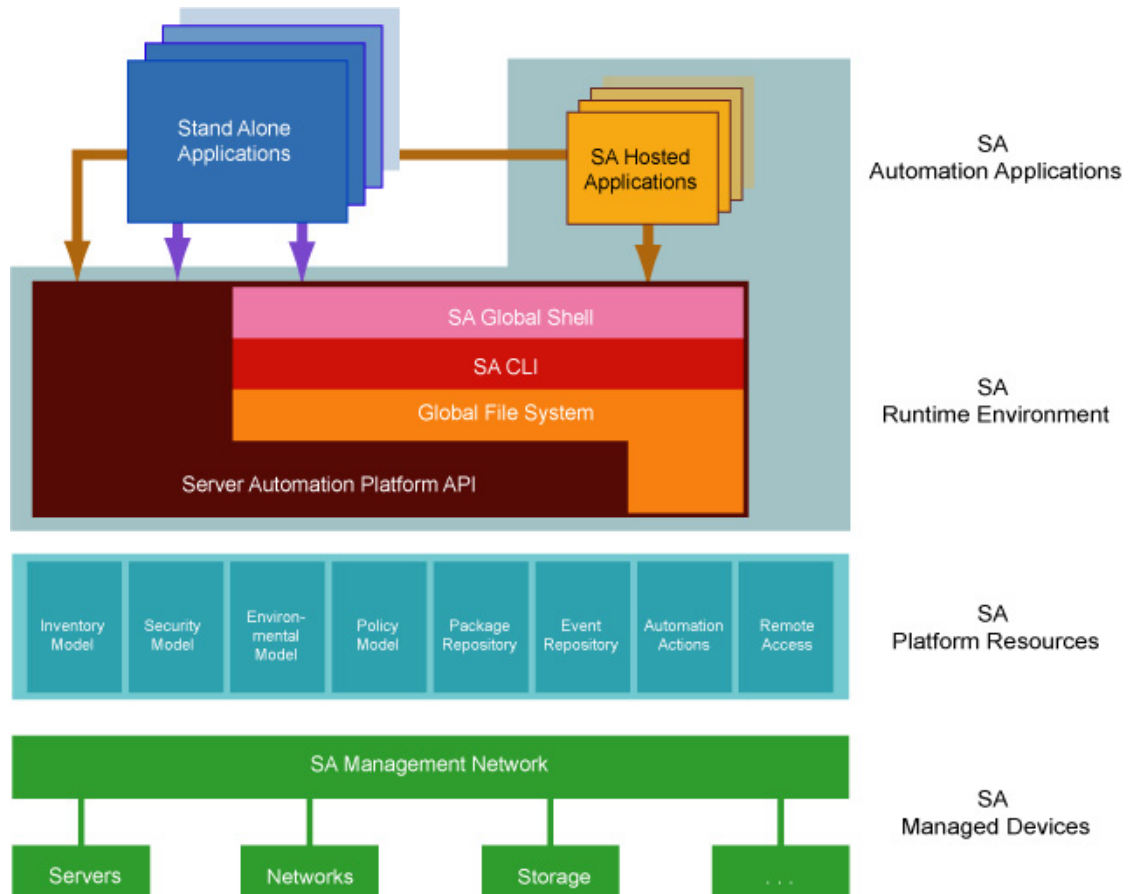 Stand Alone
Applications
SA Hosted
Applications
SA
Automation Applications
SA Global Shell
SA CLI
Global File System
Server Automation Platform API
SA
Runtime Environment
Inventory
Model
Security
Model
Environ-
mental
Model
Policy
Model
Package
Repository
Event
Repository
Automation
Actions
Remote
Access
SA
Platform Resources
SA Management Network
Servers
Networks
Storage
. . .
SA
Managed Devices